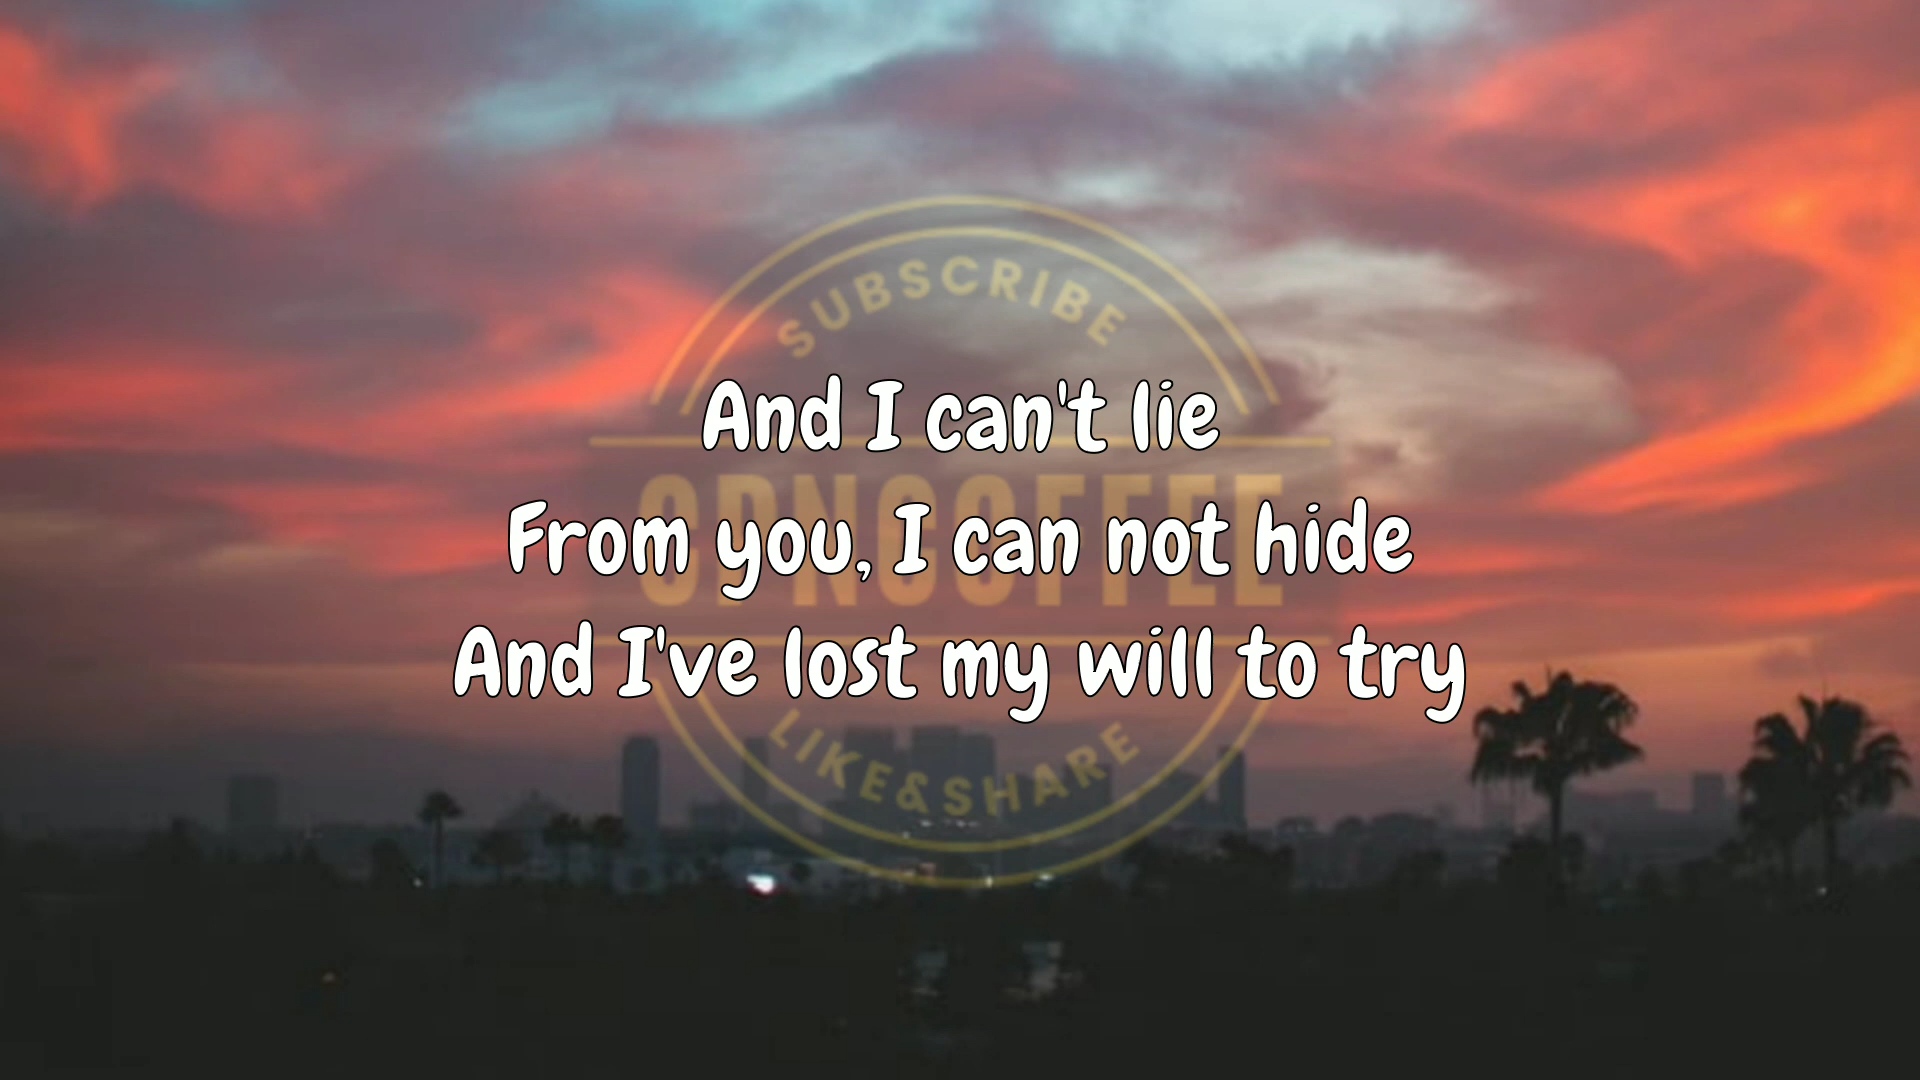 SUBSCRIBE
And I can't lie
From you, I can not hide
And I've lost my will to try
LIKE&SHARE